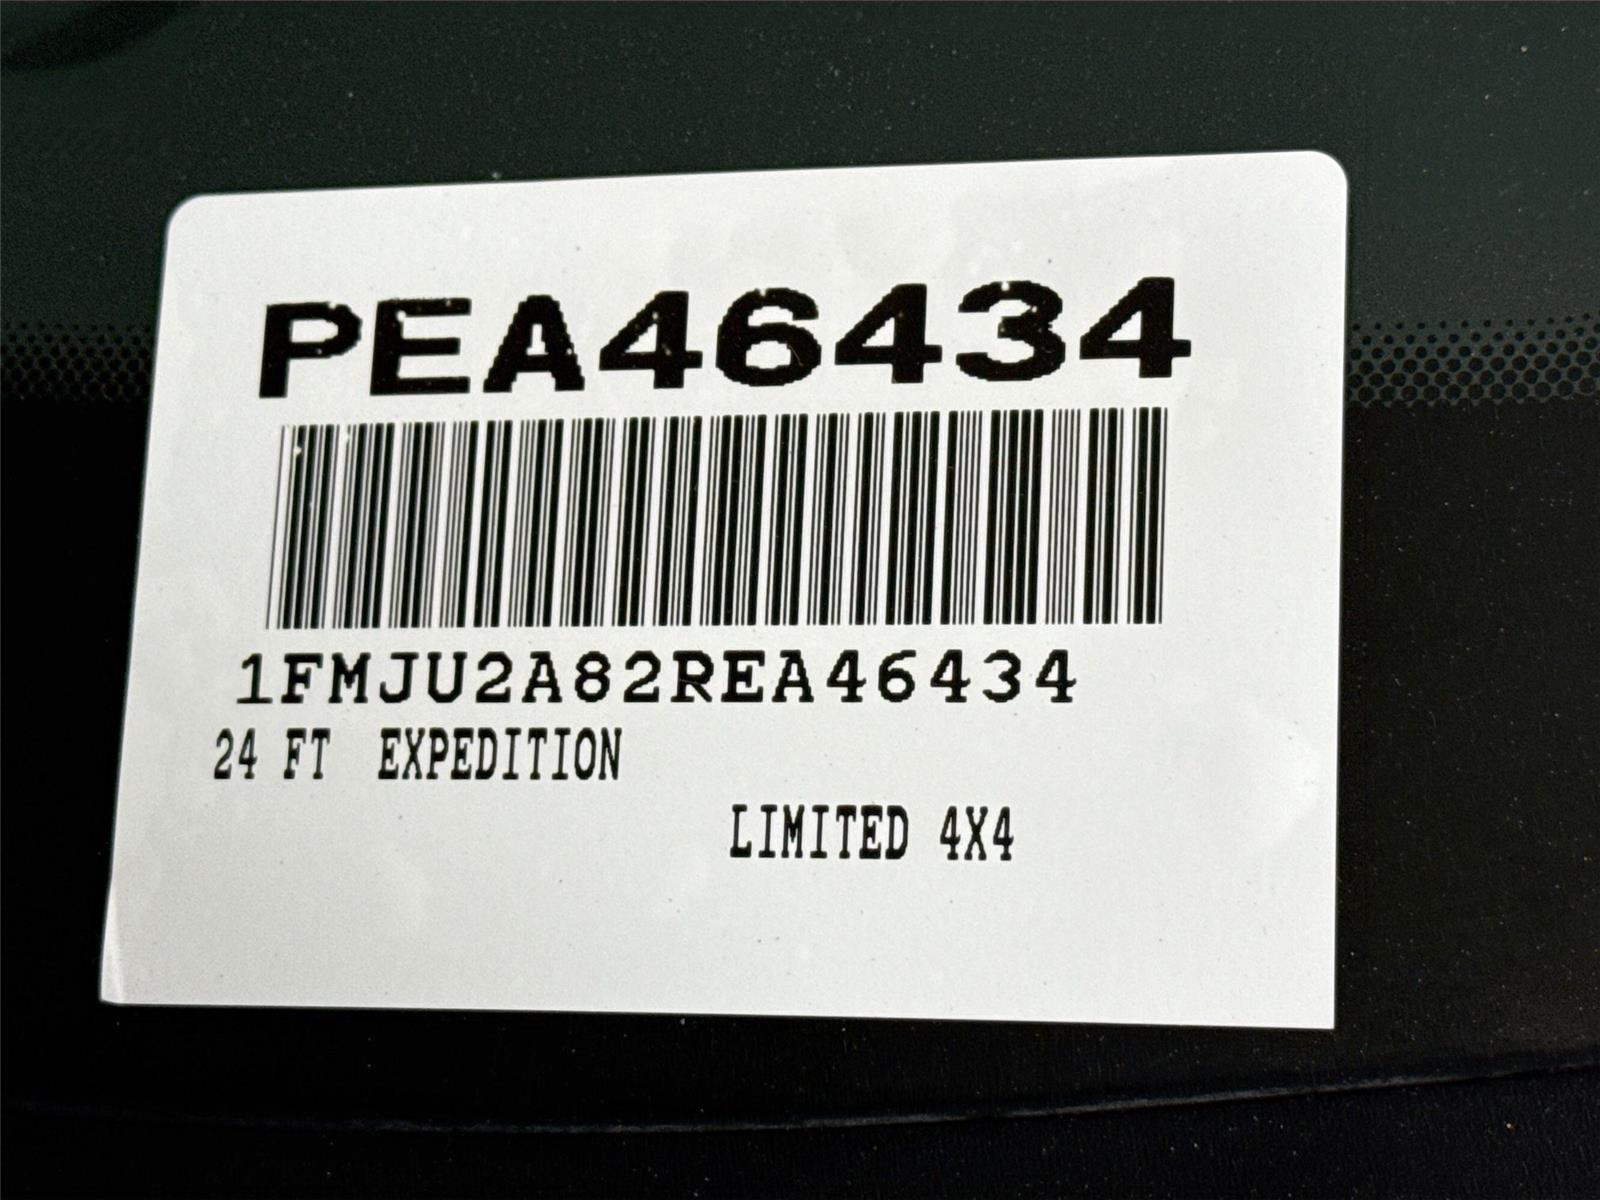 PEA46434
1FMJU2A82REA46434
24 FT EXPEDITION
LIMITED 4X4